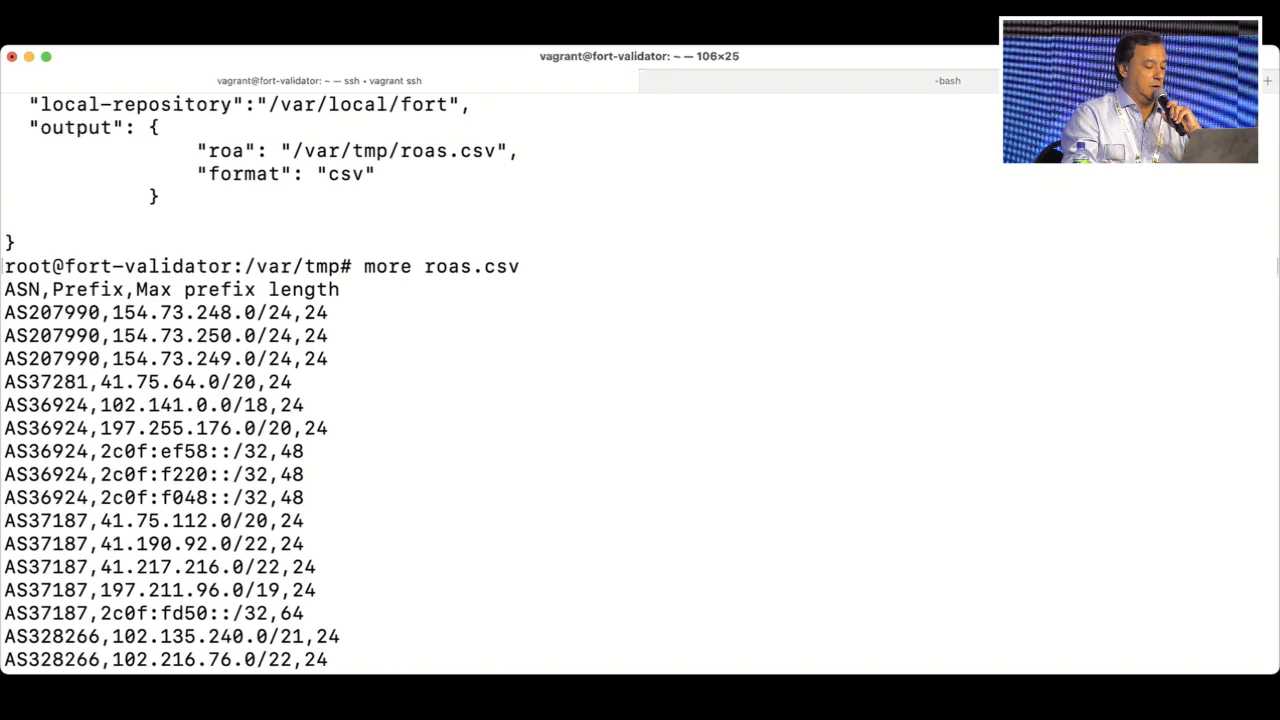 vagrant@fort-validator: ~ — 106×25
vagrant@fort-validator: ~ — ssh • vagrant ssh
-bash
+
"local-repository":"/var/local/fort",
"output": {
"roa": "/var/tmp/roas.csv",
"format": "csv"
}
}
root@fort-validator:/var/tmp# more roas.csv
ASN,Prefix,Max prefix length
AS207990,154.73.248.0/24,24
AS207990,154.73.250.0/24,24
AS207990,154.73.249.0/24,24
AS37281,41.75.64.0/20,24
AS36924,102.141.0.0/18,24
AS36924,197.255.176.0/20,24
AS36924,2c0f:ef58::/32,48
AS36924,2c0f:f220::/32,48
AS36924,2c0f:f048::/32,48
AS37187,41.75.112.0/20,24
AS37187,41.190.92.0/22,24
AS37187,41.217.216.0/22,24
AS37187,197.211.96.0/19,24
AS37187,2c0f:fd50::/32,64
AS328266,102.135.240.0/21,24
AS328266,102.216.76.0/22,24